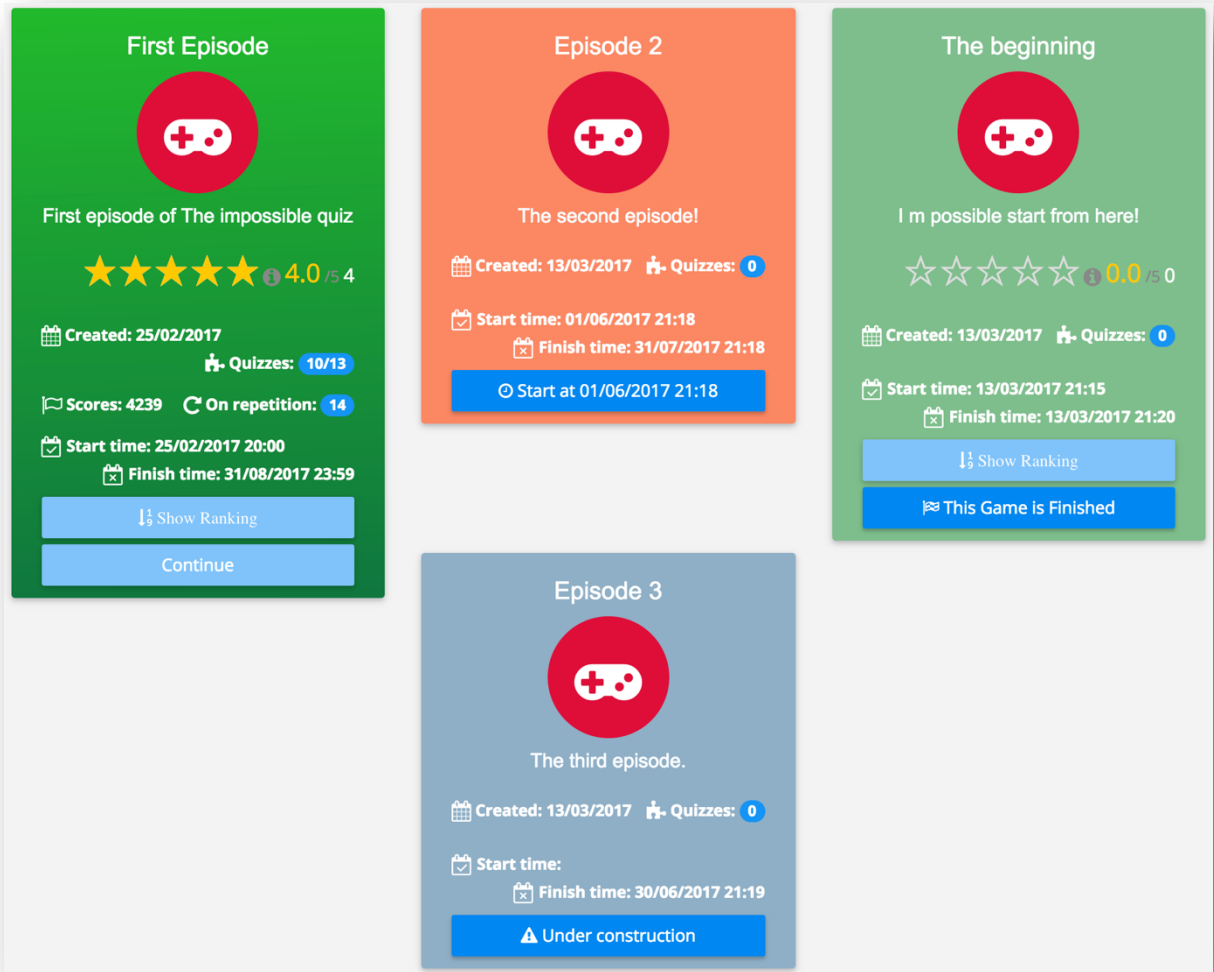 First Episode
First episode of The impossible quiz
4.0 /5 4
Created: 25/02/2017
Quizzes: 10/13
Scores: 4239 On repetition: 14
Start time: 25/02/2017 20:00
Finish time: 31/08/2017 23:59
Show Ranking
Continue
Episode 2
The second episode!
Created: 13/03/2017 Quizzes: 0
Start time: 01/06/2017 21:18
Finish time: 31/07/2017 21:18
Start at 01/06/2017 21:18
The beginning
I m possible start from here!
0.0 /5 0
Created: 13/03/2017 Quizzes: 0
Start time: 13/03/2017 21:15
Finish time: 13/03/2017 21:20
Show Ranking
This Game is Finished
Episode 3
The third episode.
Created: 13/03/2017 Quizzes: 0
Start time:
Finish time: 30/06/2017 21:19
Under construction